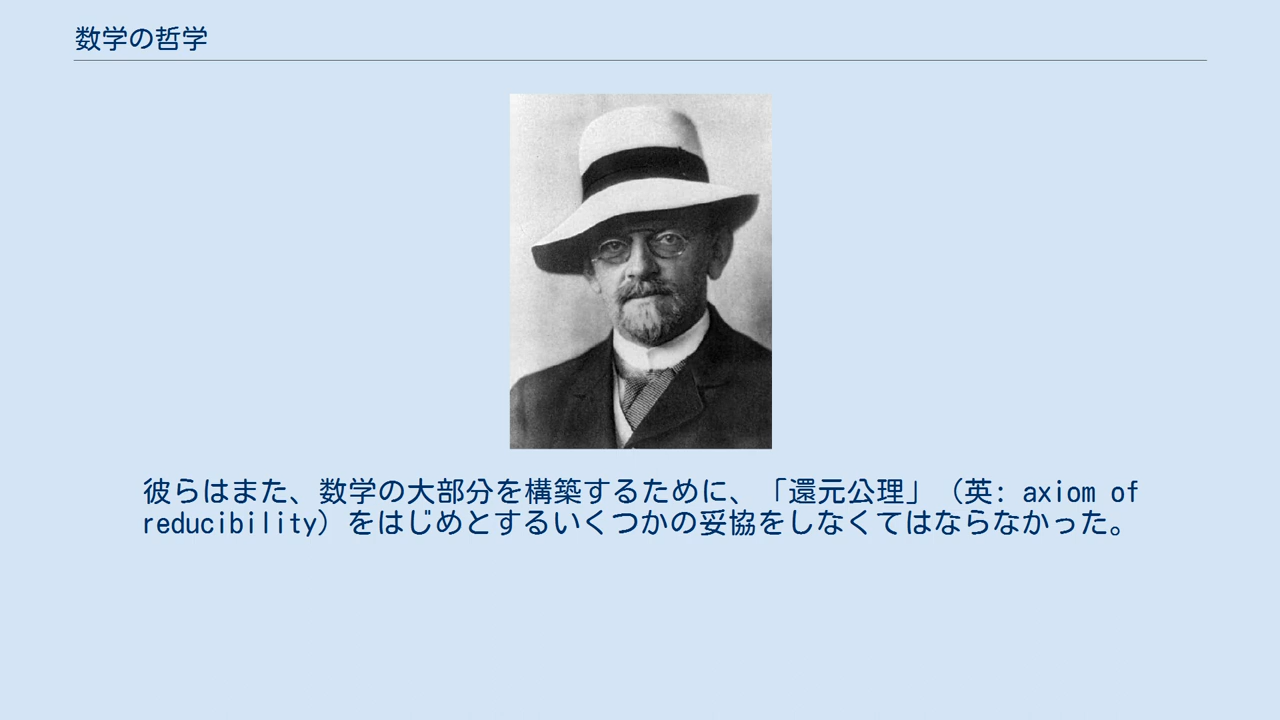 数学の哲学
彼らはまた、数学の大部分を構築するために、「還元公理」（英: axiom of
reducibility）をはじめとするいくつかの妥協をしなくてはならなかった。